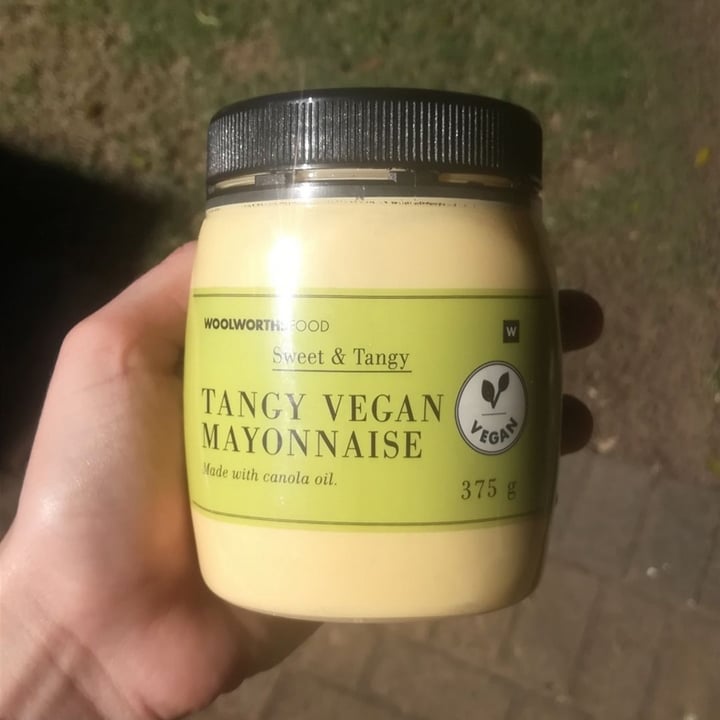 WOOLWORTHS FOOD
W
Sweet & Tangy
TANGY VEGAN
MAYONNAISE
Made with canola oil.
VEGAN
375 g